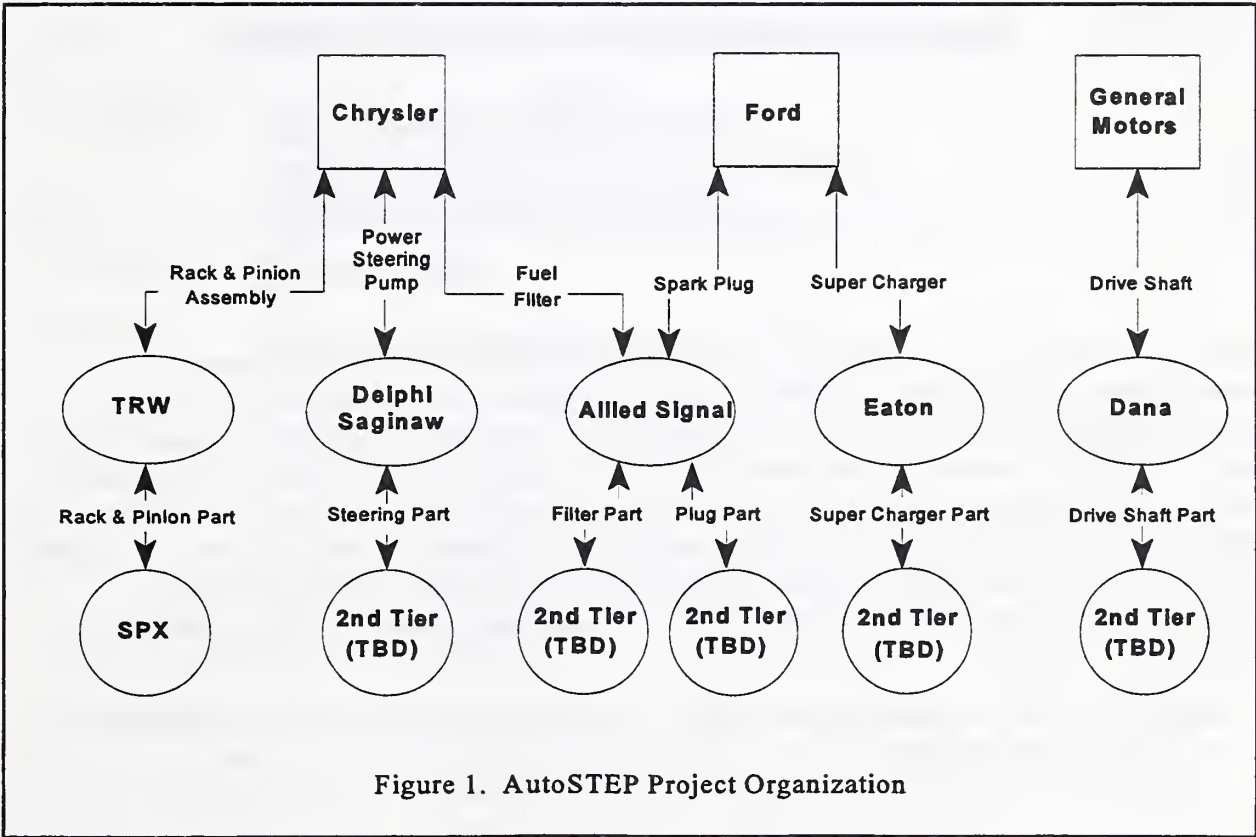 Chrysler
Ford
General
Motors
Rack & Pinion
Assembly
Power
Steering
Pump
Fuel
Filter
Spark Plug
Super Charger
Drive Shaft
TRW
Delphi
Saginaw
Allied Signal
Eaton
Dana
Rack & Pinion Part
Steering Part
Filter Part
Plug Part
Super Charger Part
Drive Shaft Part
SPX
2nd Tier
(TBD)
2nd Tier
(TBD)
2nd Tier
(TBD)
2nd Tier
(TBD)
2nd Tier
(TBD)
Figure 1. AutoSTEP Project Organization